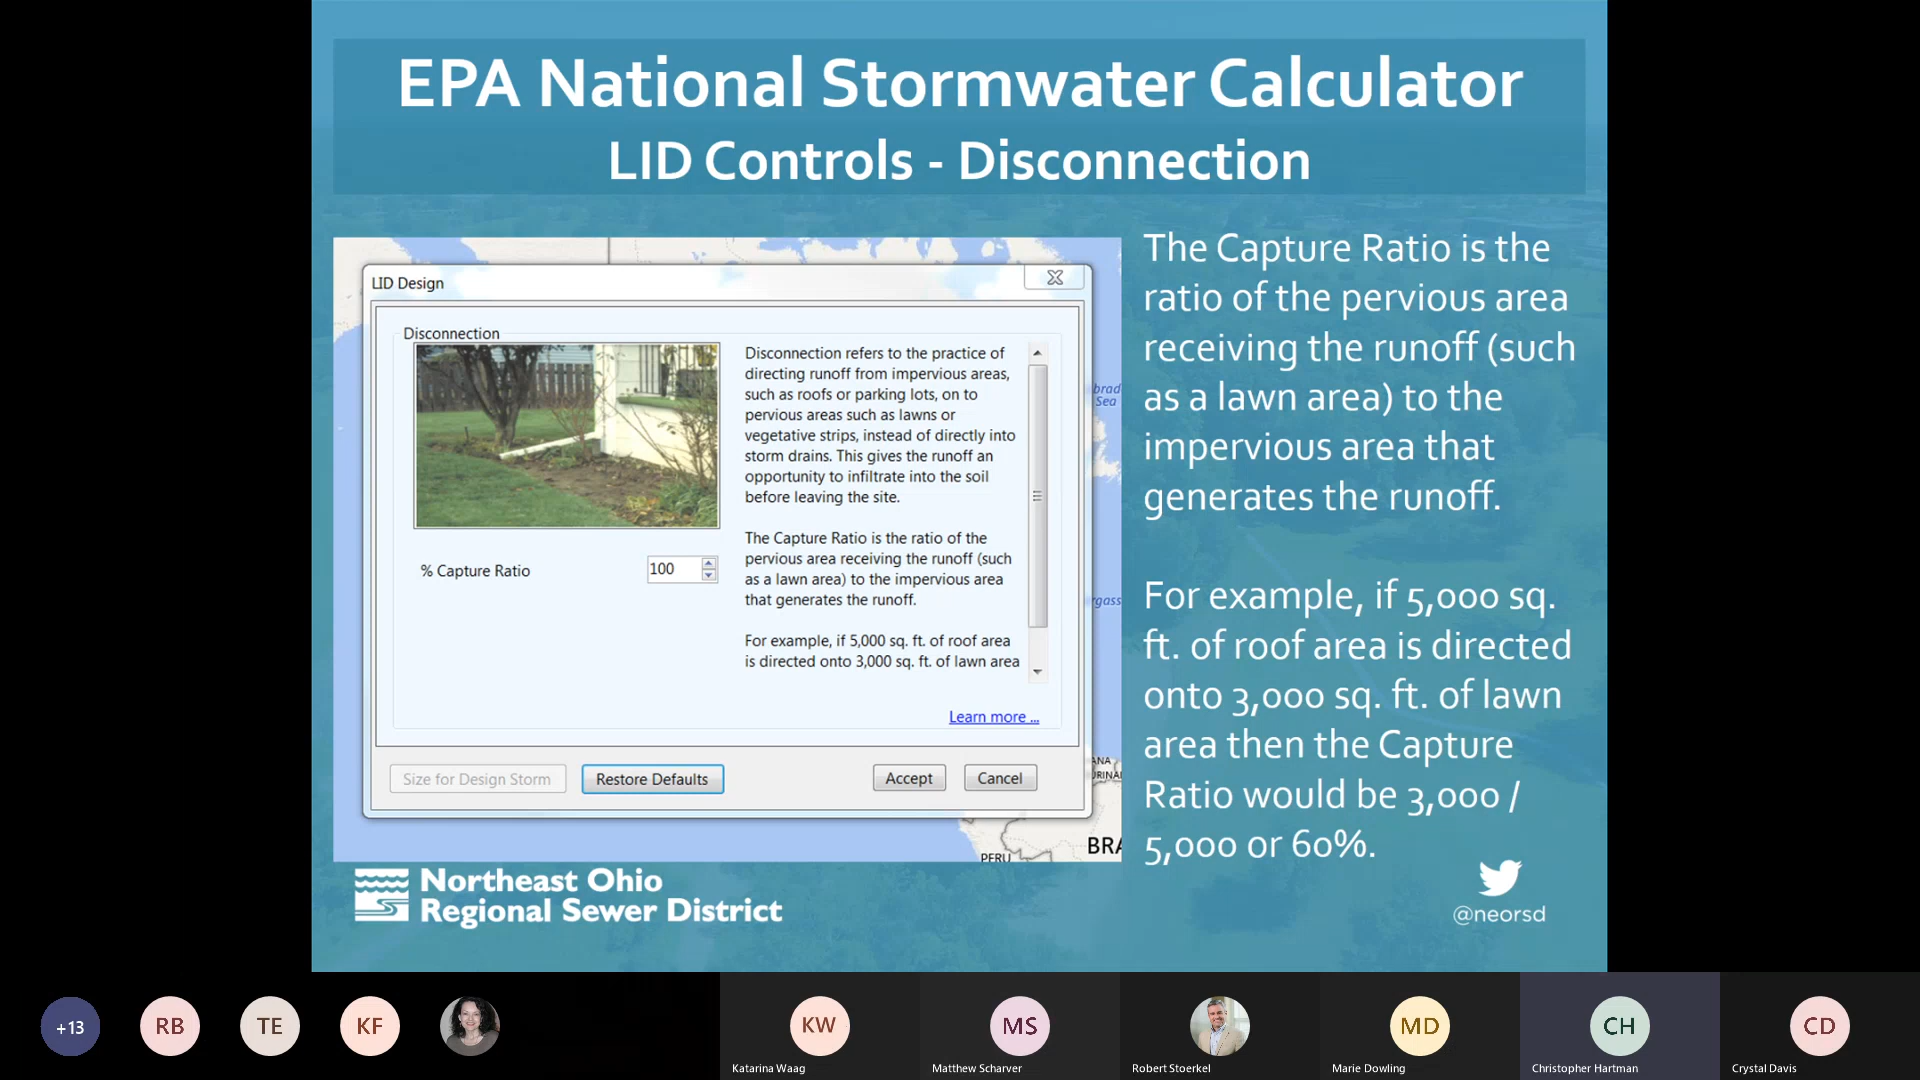 EPA National Stormwater Calculator
LID Controls - Disconnection
LID Design
Disconnection
Disconnection refers to the practice of
directing runoff from impervious areas,
such as roofs or parking lots, on to
pervious areas such as lawns or
vegetative strips, instead of directly into
storm drains. This gives the runoff an
opportunity to infiltrate into the soil
before leaving the site.
The Capture Ratio is the ratio of the
pervious area receiving the runoff (such
as a lawn area) to the impervious area
that generates the runoff.
For example, if 5,000 sq. ft. of roof area
is directed onto 3,000 sq. ft. of lawn area
% Capture Ratio
100
Learn more ...
Size for Design Storm
Restore Defaults
Accept
Cancel
brad
Sea
rgass
ANA
URINA
PERU
BRA
The Capture Ratio is the
ratio of the pervious area
receiving the runoff (such
as a lawn area) to the
impervious area that
generates the runoff.
For example, if 5,000 sq.
ft. of roof area is directed
onto 3,000 sq. ft. of lawn
area then the Capture
Ratio would be 3,000 /
5,000 or 60%.
Northeast Ohio
Regional Sewer District
@neorsd
+13
RB
TE
KF
KW
MS
MD
CH
CD
Katarina Waag
Matthew Scharver
Robert Stoerkel
Marie Dowling
Christopher Hartman
Crystal Davis